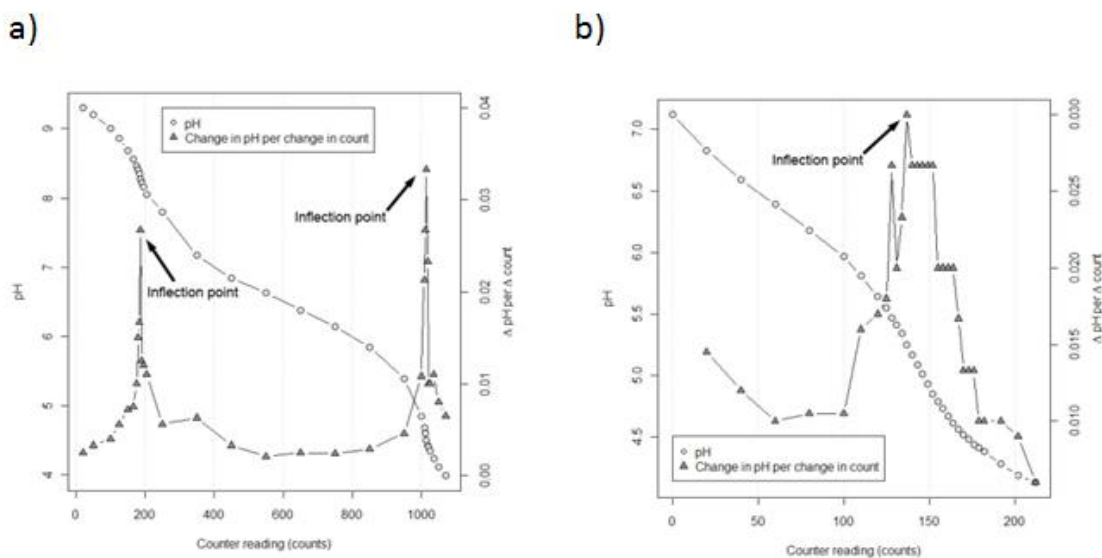 a)
b)
pH
Change in pH per change in count
Inflection point
Inflection point
4
5
6
7
8
9
pH
0.00
0.01
0.02
0.03
0.04
Δ pH per Δ count
0
200
400
600
800
1000
Counter reading (counts)
Inflection point
pH
Change in pH per change in count
4.5
5.0
5.5
6.0
6.5
7.0
pH
0.010
0.015
0.020
0.025
0.030
Δ pH per Δ count
0
50
100
150
200
Counter reading (counts)